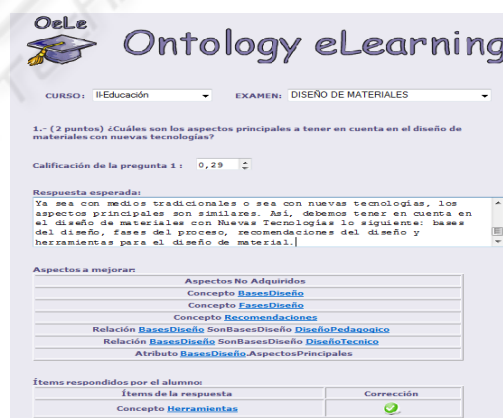 OeLe
Ontology eLearning
CURSO: II-Educación EXAMEN: DISEÑO DE MATERIALES
1.- (2 puntos) ¿Cuáles son los aspectos principales a tener en cuenta en el diseño de
materiales con nuevas tecnologías?
Calificación de la pregunta 1 : 0,29
Respuesta esperada:
Ya sea con medios tradicionales o sea con nuevas tecnologías, los
aspectos principales son similares. Así, debemos tener en cuenta en
el diseño de materiales con Nuevas Tecnologías lo siguiente: bases
del diseño, fases del proceso, recomendaciones del diseño y
herramientas para el diseño de material.
Aspectos a mejorar:
Aspectos No Adquiridos
Concepto BasesDiseño
Concepto FasesDiseño
Concepto Recomendaciones
Relación BasesDiseño SonBasesDiseño DiseñoPedagogico
Relación BasesDiseño SonBasesDiseño DiseñoTecnico
Atributo BasesDiseño.AspectosPrincipales
Ítems respondidos por el alumno:
Ítems de la respuesta Corrección
Concepto Herramientas